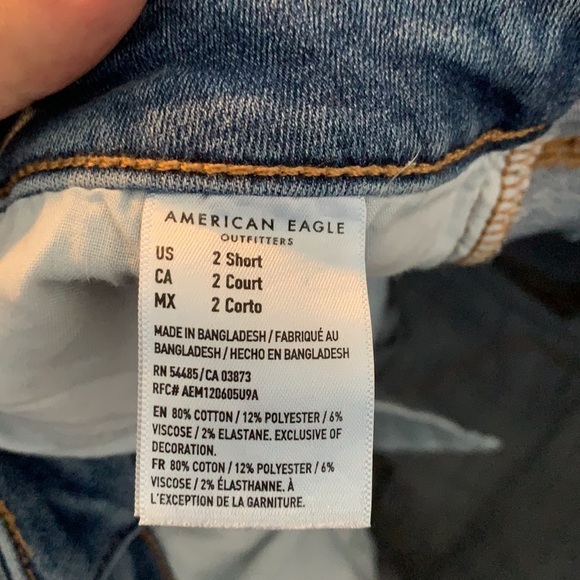 AMERICAN EAGLE
OUTFITTERS
US 2 Short
CA 2 Court
MX 2 Corto
MADE IN BANGLADESH / FABRIQUÉ AU
BANGLADESH / HECHO EN BANGLADESH
RN 54485 / CA 03873
RFC# AEM120605U9A
EN 80% COTTON / 12% POLYESTER / 6%
VISCOSE / 2% ELASTANE. EXCLUSIVE OF
DECORATION.
FR 80% COTON / 12% POLYESTER / 6%
VISCOSE / 2% ÉLASTHANNE. À
L'EXCEPTION DE LA GARNITURE.